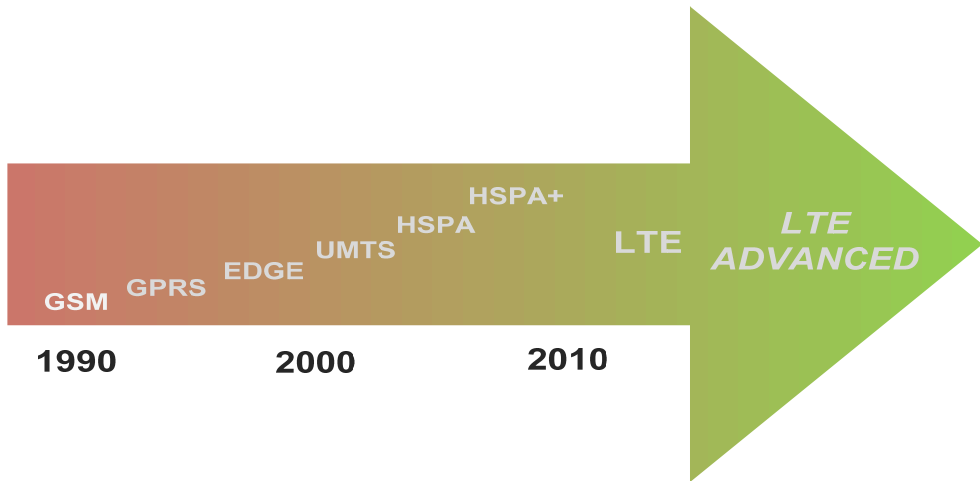 GSM
GPRS
EDGE
UMTS
HSPA
HSPA+
LTE
LTE
ADVANCED
1990
2000
2010